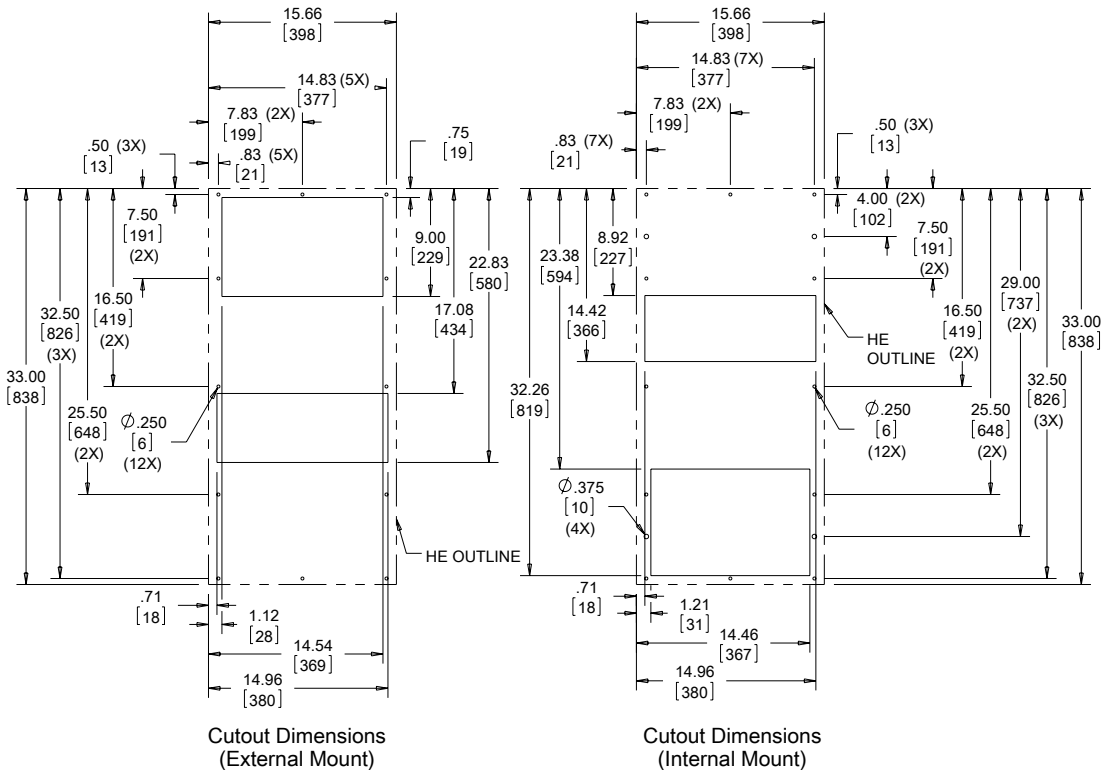 15.66
[398]
14.83 (5X)
[377]
7.83 (2X)
[199]
.50 (3X)
[13]
.83 (5X)
[21]
.75
[19]
7.50
[191]
(2X)
9.00
[229]
22.83
[580]
16.50
[419]
(2X)
17.08
[434]
32.50
[826]
(3X)
33.00
[838]
25.50
[648]
(2X)
Ø.250
[6]
(12X)
HE OUTLINE
.71
[18]
1.12
[28]
14.54
[369]
14.96
[380]
Cutout Dimensions
(External Mount)
15.66
[398]
14.83 (7X)
[377]
7.83 (2X)
[199]
.83 (7X)
[21]
.50 (3X)
[13]
4.00 (2X)
[102]
7.50
[191]
(2X)
8.92
[227]
23.38
[594]
14.42
[366]
29.00
[737]
(2X)
16.50
[419]
(2X)
33.00
[838]
HE
OUTLINE
32.26
[819]
32.50
[826]
(3X)
25.50
[648]
(2X)
Ø.250
[6]
(12X)
Ø.375
[10]
(4X)
.71
[18]
1.21
[31]
14.46
[367]
14.96
[380]
Cutout Dimensions
(Internal Mount)